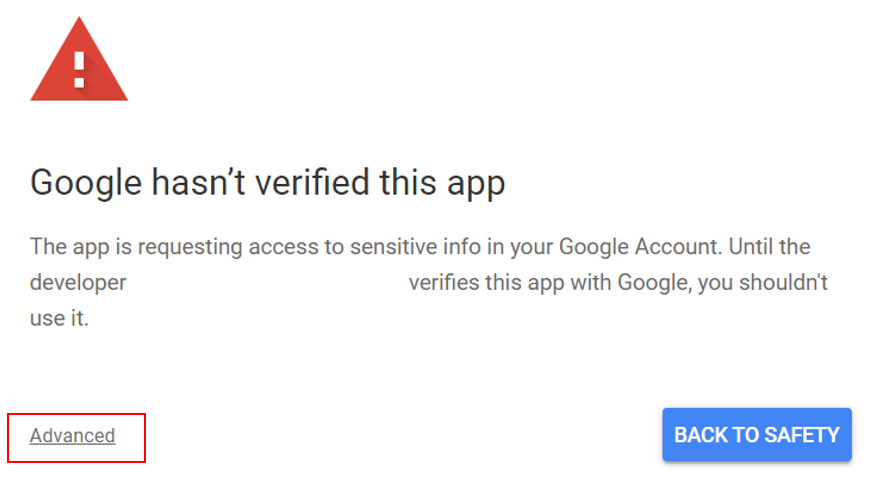 Google hasn’t verified this app
The app is requesting access to sensitive info in your Google Account. Until the
developer verifies this app with Google, you shouldn't
use it.
Advanced
BACK TO SAFETY